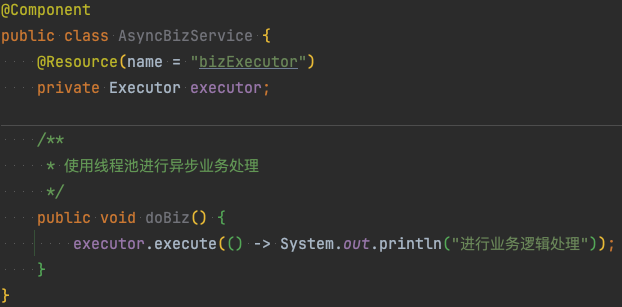 @Component
public class AsyncBizService {
    @Resource(name = "bizExecutor")
    private Executor executor;
    /**
     * 使用线程池进行异步业务处理
     */
    public void doBiz() {
        executor.execute(() -> System.out.println("进行业务逻辑处理"));
    }
}